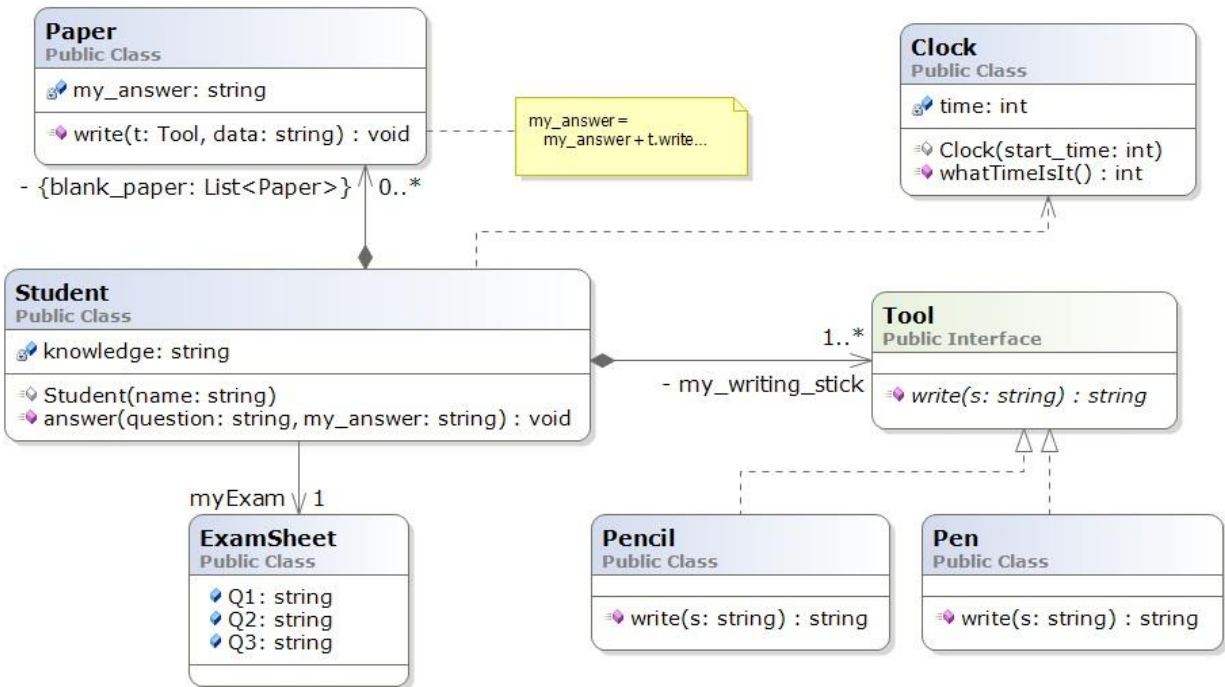 Paper
Public Class
my_answer: string
write(t: Tool, data: string) : void
my_answer =
my_answer + t.write...
Clock
Public Class
time: int
Clock(start_time: int)
whatTimeIsIt() : int
- {blank_paper: List<Paper>}
0..*
Student
Public Class
knowledge: string
Student(name: string)
answer(question: string, my_answer: string) : void
1..*
- my_writing_stick
Tool
Public Interface
write(s: string) : string
myExam
1
ExamSheet
Public Class
Q1: string
Q2: string
Q3: string
Pencil
Public Class
write(s: string) : string
Pen
Public Class
write(s: string) : string